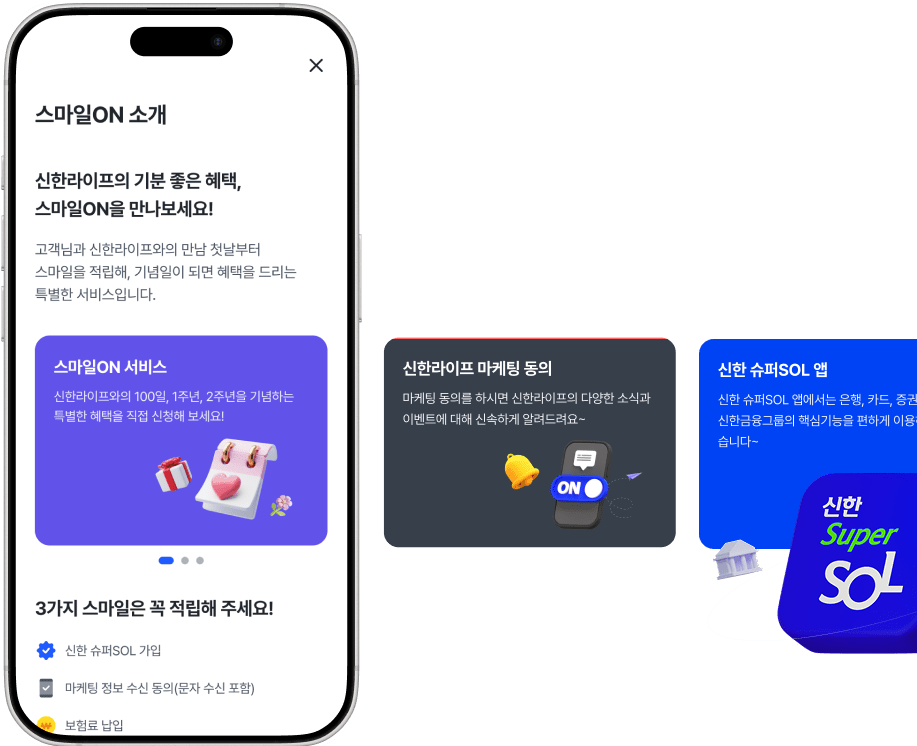 스마일ON 소개
신한라이프의 기분 좋은 혜택,
스마일ON을 만나보세요!
고객님과 신한라이프와의 만남 첫날부터
스마일을 적립해, 기념일이 되면 혜택을 드리는
특별한 서비스입니다.
스마일ON 서비스
신한라이프와의 100일, 1주년, 2주년을 기념하는
특별한 혜택을 직접 신청해 보세요!
3가지 스마일은 꼭 적립해 주세요!
신한 슈퍼SOL 가입
마케팅 정보 수신 동의(문자 수신 포함)
₩ 보험료 납입
신한라이프 마케팅 동의
마케팅 동의를 하시면 신한라이프의 다양한 소식과
이벤트에 대해 신속하게 알려드려요~
ON
신한 슈퍼SOL 앱
신한 슈퍼SOL 앱에서는 은행, 카드, 증권
신한금융그룹의 핵심기능을 편하게 이용
습니다~
신한
Super
SOL